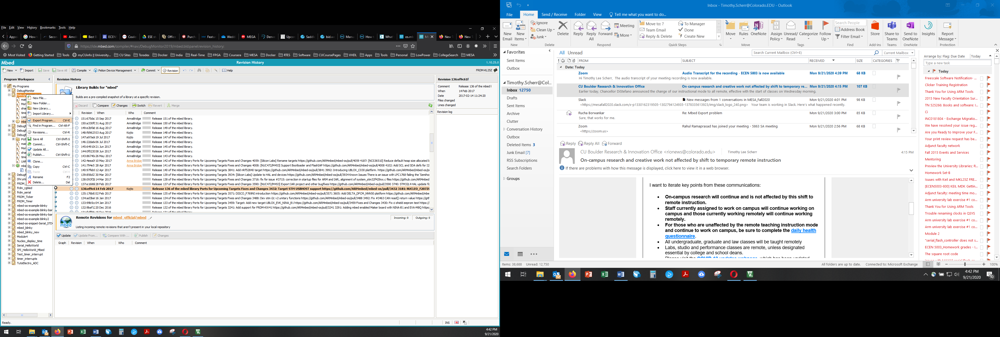 File Edit View History Bookmarks Tools Help
https://ide.mbed.com/compiler/#nav:/DebugMonitor2019/mbed.bld;panel:revision_history;
Most Visited Getting Started Tools myCUinfo || University... CU Sites Toradex Docker India Real-Time FPGA Coursera MESA Docker RTES Software CUCoursePages VHDL Apps Tools Personal LowPower CollegeSearch MESA
Mbed Revision History 1.10.25.0
New Import Save Save All Compile Pelion Device Management Commit Revision Help FRDM-KL25Z
Program Workspace
My Programs
DebugMonitor
New File...
New Folder...
New Library...
Import Library...
Export Program... Ctrl-E
Find in Program... Ctrl-Alt-F
Revisions... Ctrl-R
Save All Ctrl-Shift-S
Commit... Ctrl-Shift-C
Update All...
Publish... Ctrl-Shift-U
Clone...
Copy Ctrl-C
Paste Ctrl-V
Rename F2
Delete... Del
frdm_rgbled
frdm_serial
FRDM_Ticker
FRDM_Timer
mbed-os-example-blinky
mbed-os-example-blinky-bar
mbed-os-example-blinky-bar
mbed-os-example-blinky2
mbed-os-snippet-Serial_STD
mbed_blinky
mbed_blinky_new
Module4
Nucleo_display_time
Serial_HelloWorld
SPI_HelloWorld_Mbed
Test_timer_interrupt
timer_interrupts
TutoElectro_ADC
Ready.
Revision History
Library Builds for "mbed"
Builds are a pre-compiled snapshot of a library at a specific revision.
Discard Compare Changes Switch Revert Merge
Revision When Who Comment
151:675da 15 Sep 2017 AnnaBridge Release 151 of the mbed library.
150:a330f0 31 Aug 2017 AnnaBridge Release 150 of the mbed library.
149:e2bfab 16 Aug 2017 AnnaBridge Release 149 of the mbed library.
148:fd9625 03 Aug 2017 Kojto Release 148 of the mbed library.
147:a97adc 19 Jul 2017 Kojto Release 147 of the mbed library.
146:22da6e 06 Jul 2017 AnnaBridge Release 146 of the mbed library.
145:64910 21 Jun 2017 AnnaBridge Release 145 of the mbed library.
144:0f023 08 Jun 2017 AnnaBridge Release 144 of the mbed library.
143:86740 26 May 2017 AnnaBridge Release 143 of the mbed library.
142:4eea0 10 May 2017 Anna Bridge Release 142 of the mbed library Ports for Upcoming Targets Fixes and Changes 4059: [Silicon Labs] Rename targets https://github.com/ARMmbed/mbed-os/pull/4059 4187: [NCS36510] Reduce default heap size allocated b
141:794e5 28 Apr 2017 Anna Bridge Release 141 of the mbed library Ports for Upcoming Targets Fixes and Changes 4008: [NUC472/M453] Support Bootloader and FlashIAP https://github.com/ARMmbed/mbed-os/pull/4008 4102: Add SCL and SDA defs for I2
140:97feb 12 Apr 2017 Release 140 of the mbed library Ports for Upcoming Targets 3841: Add nRf52840 target https://github.com/ARMmbed/mbed-os/pull/3841 3992: Introducing UBLOX_C030 platform. https://github.com/ARMmbed/mbed-os/p
139:856d2 30 Mar 2017 Release 139 of the mbed library Ports for Upcoming Targets 3934: [Silicon Labs] Update to HAL and devices https://github.com/ARMmbed/mbed-os/pull/3934 Known Issues There is an issue with LPC1768 failing the 'Semiho
138:093f2 14 Mar 2017 Release 138 of the mbed library Ports for Upcoming Targets Fixes and Changes 3716: fix for issue #3715: correction in startup files for ARM and IAR, alignment of system_stm32f429xx.c files https://github.com/ARMmbed
137:e1686 28 Feb 2017 Release 137 of the mbed library Ports for Upcoming Targets Fixes and Changes 3590: [NUC472/M453] Export IAR project and other bugfixes https://github.com/ARMmbed/mbed-os/pull/3590 3740: STM32L4 HAL update fo
136:ef9c6 14 Feb 2017 Kojto Release 136 of the mbed library Ports for Upcoming Targets Fixes and Changes 3432: Target STM USBHOST support https://github.com/ARMmbed/mbed-os/pull/3432 3181: NUCLEO_F207ZG
135:176b8 02 Feb 2017 Release 135 of the mbed library Ports for Upcoming Targets 3571: DISCO_F769NI introduction https://github.com/ARMmbed/mbed-os/pull/3571 3605: Add DELTA_DFCM_NNN50 platform https://github.com/ARMmbed/mbe
134:ad3be 16 Jan 2017 Release 134 of the mbed library Ports for Upcoming Targets Fixes and Changes 3488: Dev stm i2c v2 unitary functions https://github.com/ARMmbed/mbed-os/pull/3488 3492: Fix #3463 CAN read() return value https://gith
133:99b5c 04 Jan 2017 Release 133 of the mbed library Ports for Upcoming Targets 3459: Target: Add new target UBLOX_EVK_NINA_B1 https://github.com/ARMmbed/mbed-os/pull/3459 Fixes and Changes 3430: Fix ci shield eeprom test https://
132:9baf1 20 Dec 2016 Release 132 of the mbed library Ports for Upcoming Targets 3241: Add support for FRDM-KW41 https://github.com/ARMmbed/mbed-os/pull/3241 3291: Adding mbed enabled Maker board with NINA-B1 and EVA-M8Q https:
Remote Revisions for mbed_official/mbed Incoming: 0 Outgoing: 0
Listing incoming remote revisions that aren't present in your local repository
Update Update From... Compare With ... Publish Changes
Graph Revision When Who Comment
Revision 136:ef9c61f
Comment Release 136 of the mbed l
When 14 Feb 2017
Date 2017-02-14 11:24:20
Files changed
Lines changed
Revision log
INS
4:42 PM
9/21/2020
Inbox - Timothy.Scherr@Colorado.EDU - Outlook
File Home Send / Receive Folder View Tell me what you want to do...
New Email New Items Ignore Clean Up Junk Delete Reply Reply All Forward Meeting More
Move to: ? To Manager
Team Email Done
Reply & Delete Create New
Move Rules OneNote Assign Policy Unread/ Read Categorize Follow Up
Search People
Address Book
Filter Email
Store Share to Teams Send to OneNote Insights Report Message
New Delete Respond Quick Steps Move Tags Find Add-ins Teams OneNote Protection
Favorites
Sent Items
Outbox
Timothy.Scherr@Col...
Inbox 12750
Drafts
Sent Items
Archive
Clutter
Conversation History
Outbox
Deleted Items 3
Junk Email [7]
RSS Subscriptions
Search Folders
Groups
All Unread
Search Current Mailbox (Ctrl+E) Current Mailbox
FROM SUBJECT RECEIVED SIZE CATEGORIES
Date: Today
Zoom Audio Transcript for the recording - ECEN 5803 is now available Mon 9/21/2020 4:39 PM 68 KB
Hi Timothy Lee Scherr, The audio transcript of your meeting recording is now available.
CU Boulder Research & Innovation Office On-campus research and creative work not affected by shift to temporary re... Mon 9/21/2020 4:15 PM 107 KB
Earlier today, Chancellor DiStefano announced the change of our instructional mode to all remote, effective with the start of classes on Wednesday morning.
Slack New messages from 1 conversations in MESA_Fall2020 Mon 9/21/2020 4:01 PM 98 KB
<https://mesafall2020.slack.com/x-p1330162319505-1302794124935-1378335613923/img/slack_logo_240.png> Your team is working in Slack. Here's what happened recently.
Rucha Borwankar Re: Mbed Export problem Mon 9/21/2020 3:00 PM 85 KB
Sure, that works for me.
Zoom Rahul Ramaprasad has joined your meeting - 5863 SA meeting Mon 9/21/2020 2:56 PM 68 KB
<https://zoom.us>
Reply Reply All Forward
CU Boulder Research & Innovation Office <rionews@colorado.edu> Timothy Lee Scherr 4:15 PM
On-campus research and creative work not affected by shift to temporary remote instruction
If there are problems with how this message is displayed, click here to view it in a web browser.
I want to iterate key points from these communications:
• On-campus research will continue and is not affected by this shift to
remote instruction.
• Staff currently assigned to work on campus will continue working on
campus and those currently working remotely will continue working
remotely.
• For those who are unaffected by the remote teaching instruction mode
and continue to work on campus, be sure to complete the daily health
questionnaire.
• All undergraduate, graduate and law classes will be taught remotely
• Labs, studio and performance classes are remote, unless designated
essential by college and school deans.
Arrange by: Flag: Due Date Today
Type a new task
Today
Freescale Software Notification- ...
Clicker Training Registration
Thank You for Using ARM Tools
2015 New Faculty Orientation Sur...
TN 525266: Books and software: I...
Ci
INC0181804 - Exchange Migratio...
We have resolved your issue reg...
Are you Ready to Improve your F...
Your print review request has be...
Adjunct faculty network
Fall 2015 Events and Services
Mentoring
Preview the University Libraries; R...
Homework Set-B
Issues with Keil and MKL25Z FRE...
[ECEN5003-800] KEIL MDK Gettin...
Adjunct faculty: meeting time mo...
Arm university lab exercise #1 co...
Thank You for Using ARM Tools
Trouble renaming clocks in QSYS
Arm university lab exercise #1 co...
Arm university lab exercise #1 co...
Module 2
"serial_flash_controller does not s...
ECEN 5003_Homework grades - I...
The square root code
Items: 38,688 Unread: 12,750 All folders are up to date. Connected to: Microsoft Exchange 100%
4:42 PM
9/21/2020